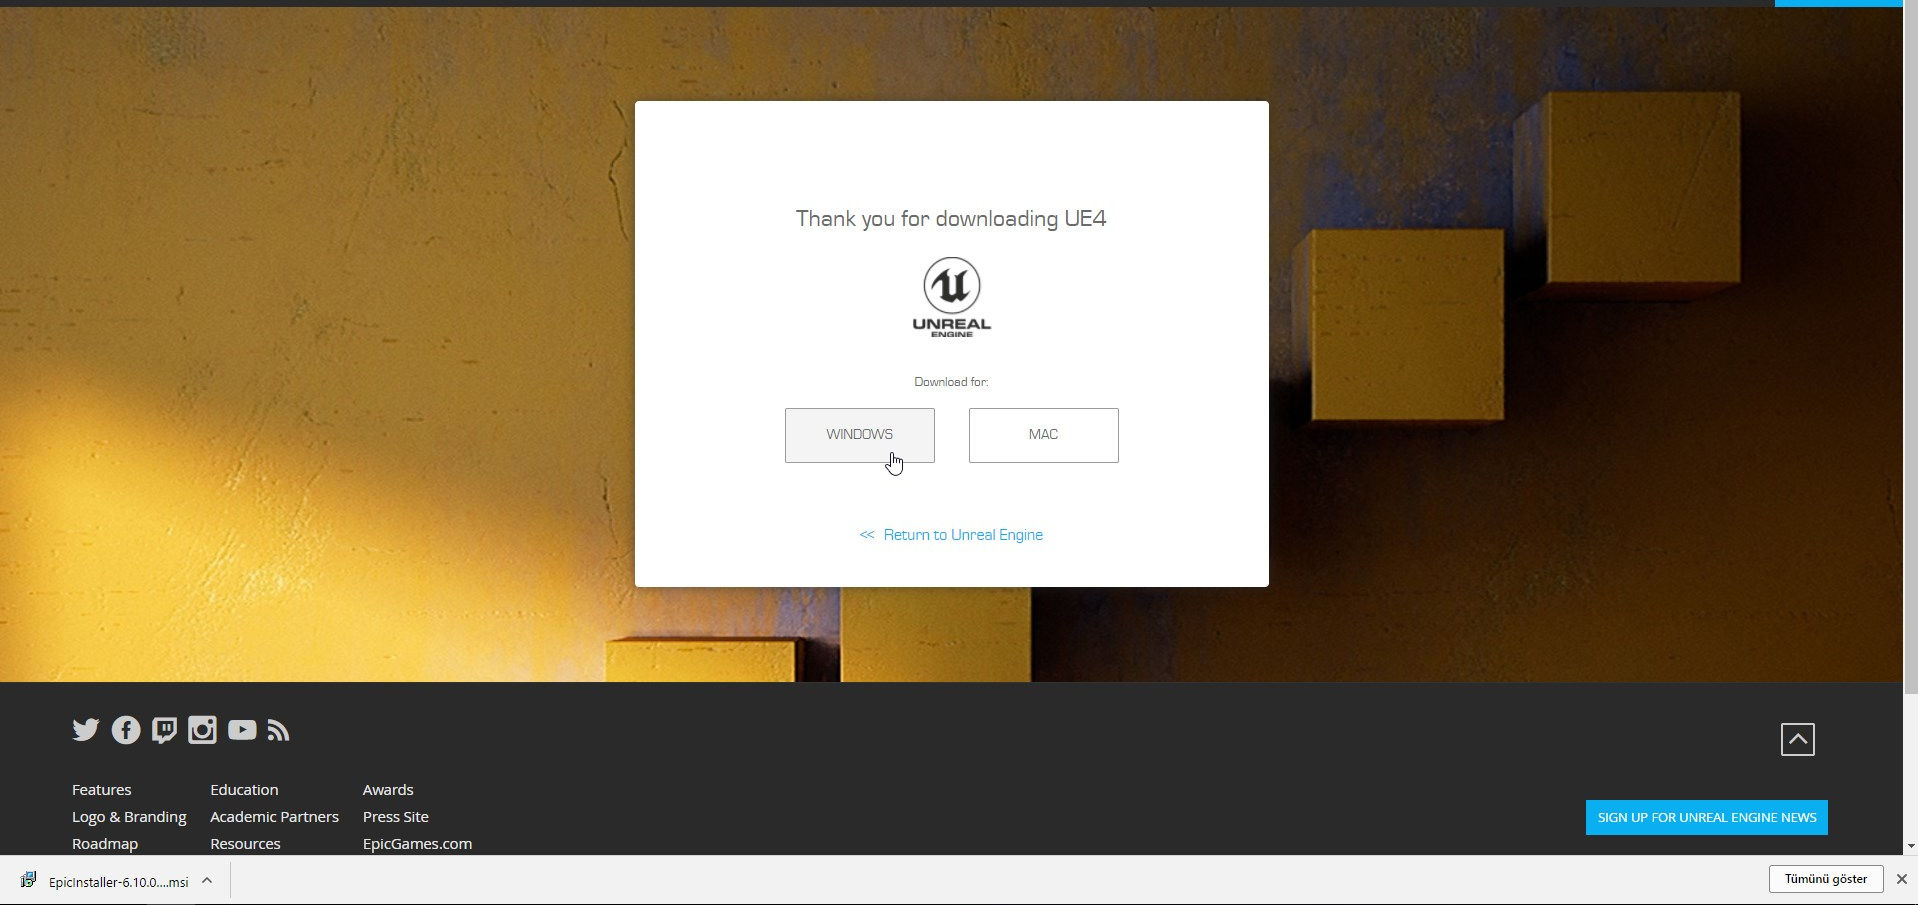 Thank you for downloading UE4
UNREAL
ENGINE
Download for:
WINDOWS
MAC
<< Return to Unreal Engine
Features
Education
Awards
Logo & Branding
Academic Partners
Press Site
Roadmap
Resources
EpicGames.com
SIGN UP FOR UNREAL ENGINE NEWS
EpicInstaller-6.10.0....msi
Tümünü göster